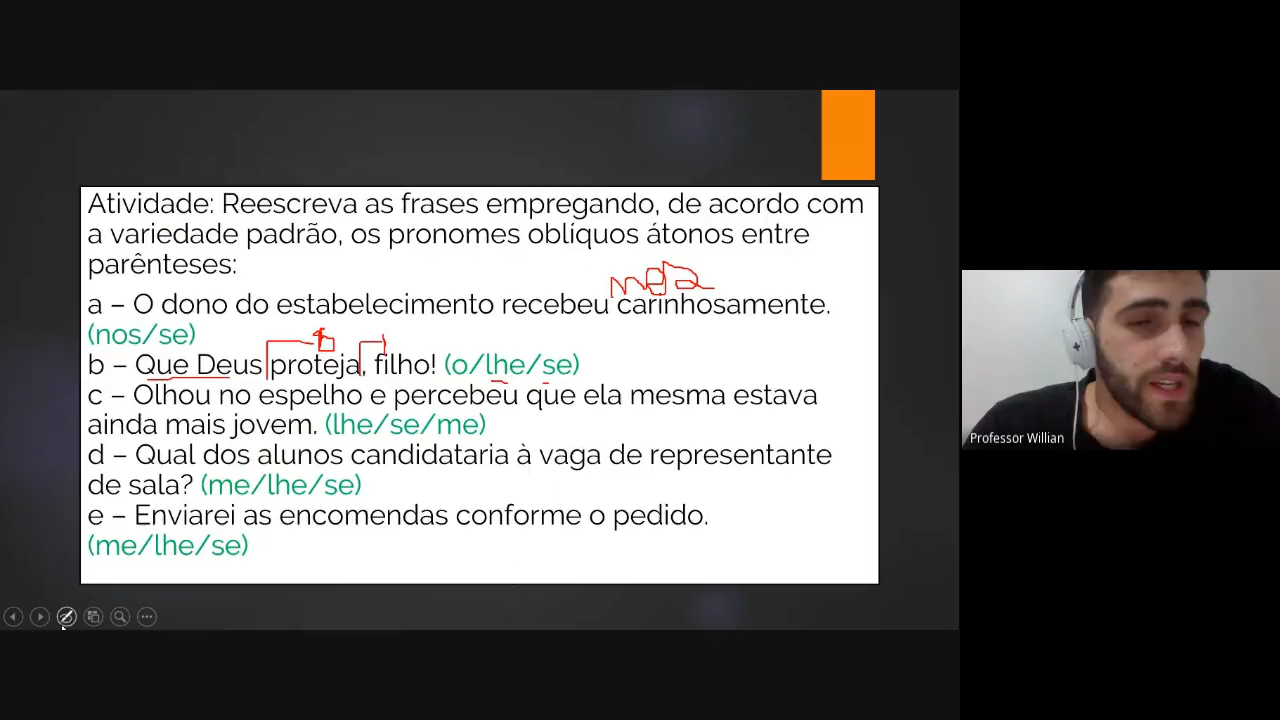 Atividade: Reescreva as frases empregando, de acordo com
a variedade padrão, os pronomes oblíquos átonos entre
parênteses:
a – O dono do estabelecimento recebeu carinhosamente.
(nos/se)
b – Que Deus proteja, filho! (o/lhe/se)
c – Olhou no espelho e percebeu que ela mesma estava
ainda mais jovem. (lhe/se/me)
d – Qual dos alunos candidataria à vaga de representante
de sala? (me/lhe/se)
e – Enviarei as encomendas conforme o pedido.
(me/lhe/se)
Professor Willian